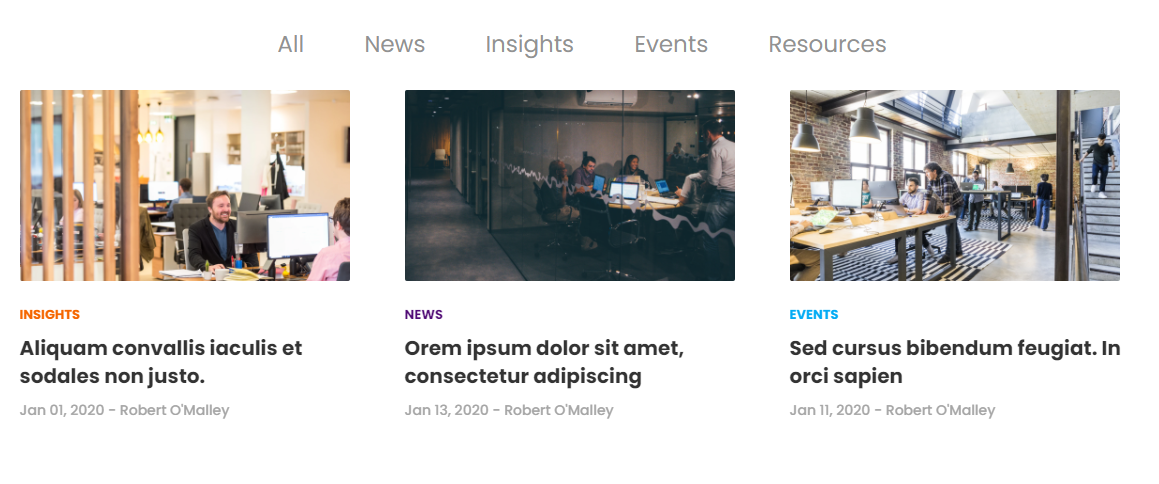 All News Insights Events Resources
INSIGHTS
Aliquam convallis iaculis et
sodales non justo.
Jan 01, 2020 - Robert O'Malley
NEWS
Orem ipsum dolor sit amet,
consectetur adipiscing
Jan 13, 2020 - Robert O'Malley
EVENTS
Sed cursus bibendum feugiat. In
orci sapien
Jan 11, 2020 - Robert O'Malley